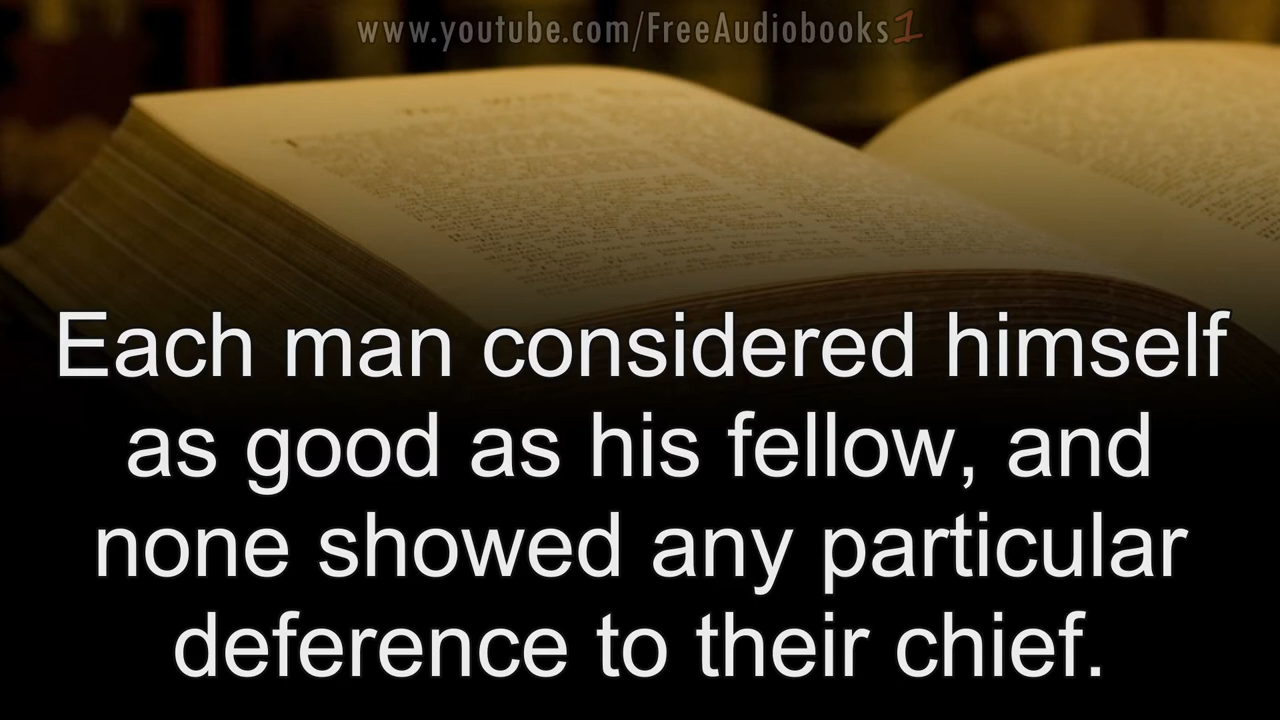 www.youtube.com/FreeAudiobooks1
Each man considered himself
as good as his fellow, and
none showed any particular
deference to their chief.